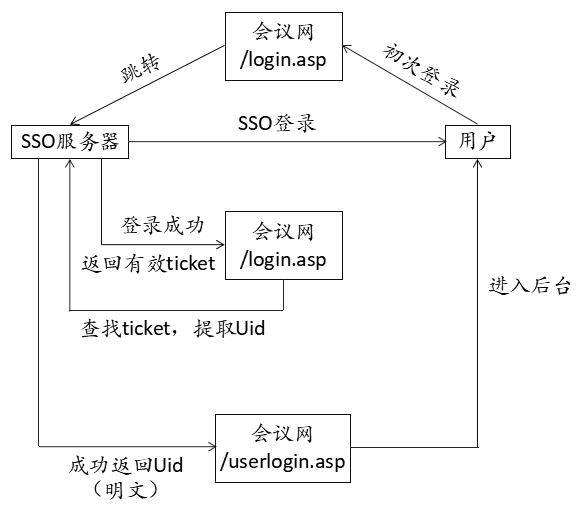 会议网
/login.asp
跳转
初次登录
SSO服务器
SSO登录
用户
登录成功
返回有效ticket
会议网
/login.asp
进入后台
查找ticket，提取Uid
会议网
/userlogin.asp
成功返回Uid
（明文）